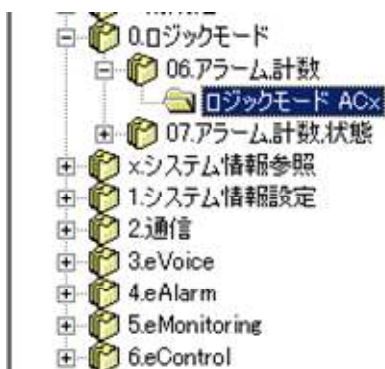 0.ロジックモード
06.アラーム,計数
ロジックモード ACx
07.アラーム,計数,状態
x.システム情報参照
1.システム情報設定
2.通信
3.eVoice
4.eAlarm
5.eMonitoring
6.eControl